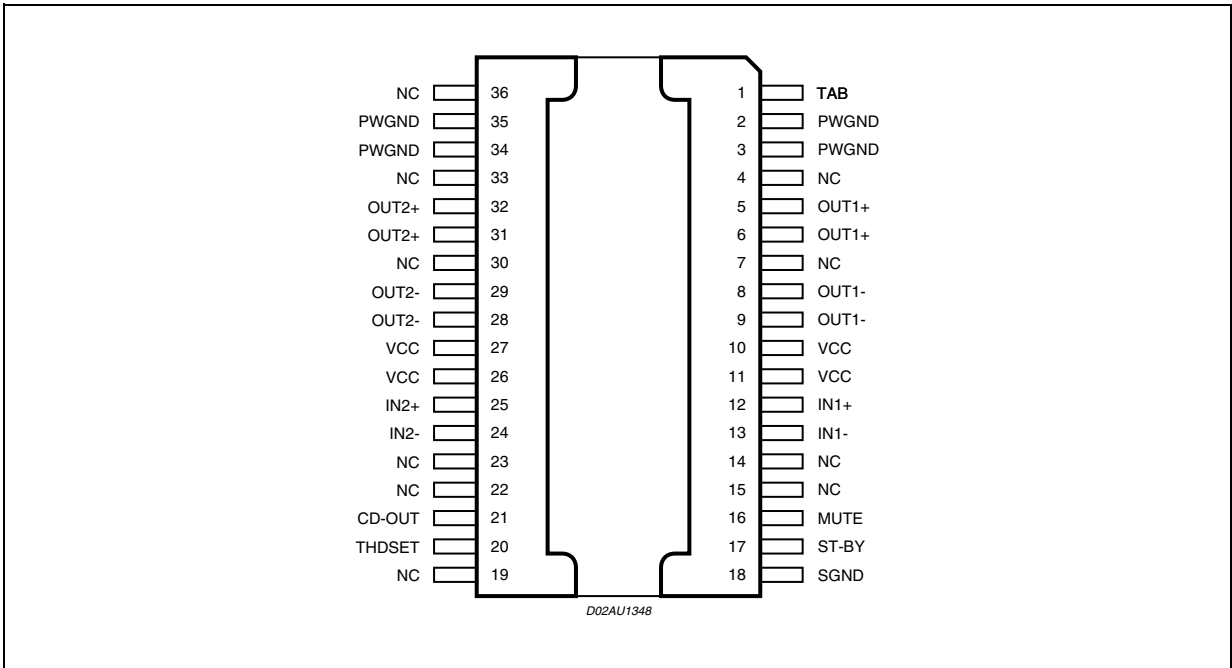 NC 36 1 TAB
PWGND 35 2 PWGND
PWGND 34 3 PWGND
NC 33 4 NC
OUT2+ 32 5 OUT1+
OUT2+ 31 6 OUT1+
NC 30 7 NC
OUT2- 29 8 OUT1-
OUT2- 28 9 OUT1-
VCC 27 10 VCC
VCC 26 11 VCC
IN2+ 25 12 IN1+
IN2- 24 13 IN1-
NC 23 14 NC
NC 22 15 NC
CD-OUT 21 16 MUTE
THDSET 20 17 ST-BY
NC 19 18 SGND
D02AU1348